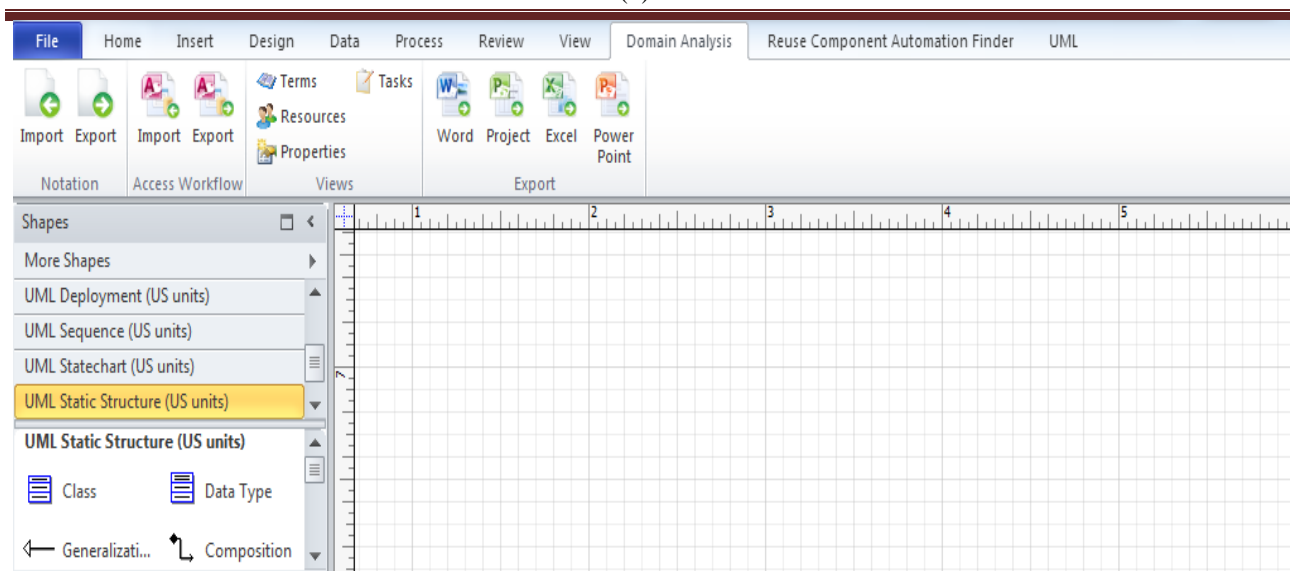 File Home Insert Design Data Process Review View Domain Analysis Reuse Component Automation Finder UML
Terms Tasks
Resources
Import Export Import Export Word Project Excel Power
Properties Point
Notation Access Workflow Views Export
Shapes
1 2 3 4 5
More Shapes
UML Deployment (US units)
UML Sequence (US units)
UML Statechart (US units)
7
UML Static Structure (US units)
UML Static Structure (US units)
Class Data Type
Generalizati... Composition